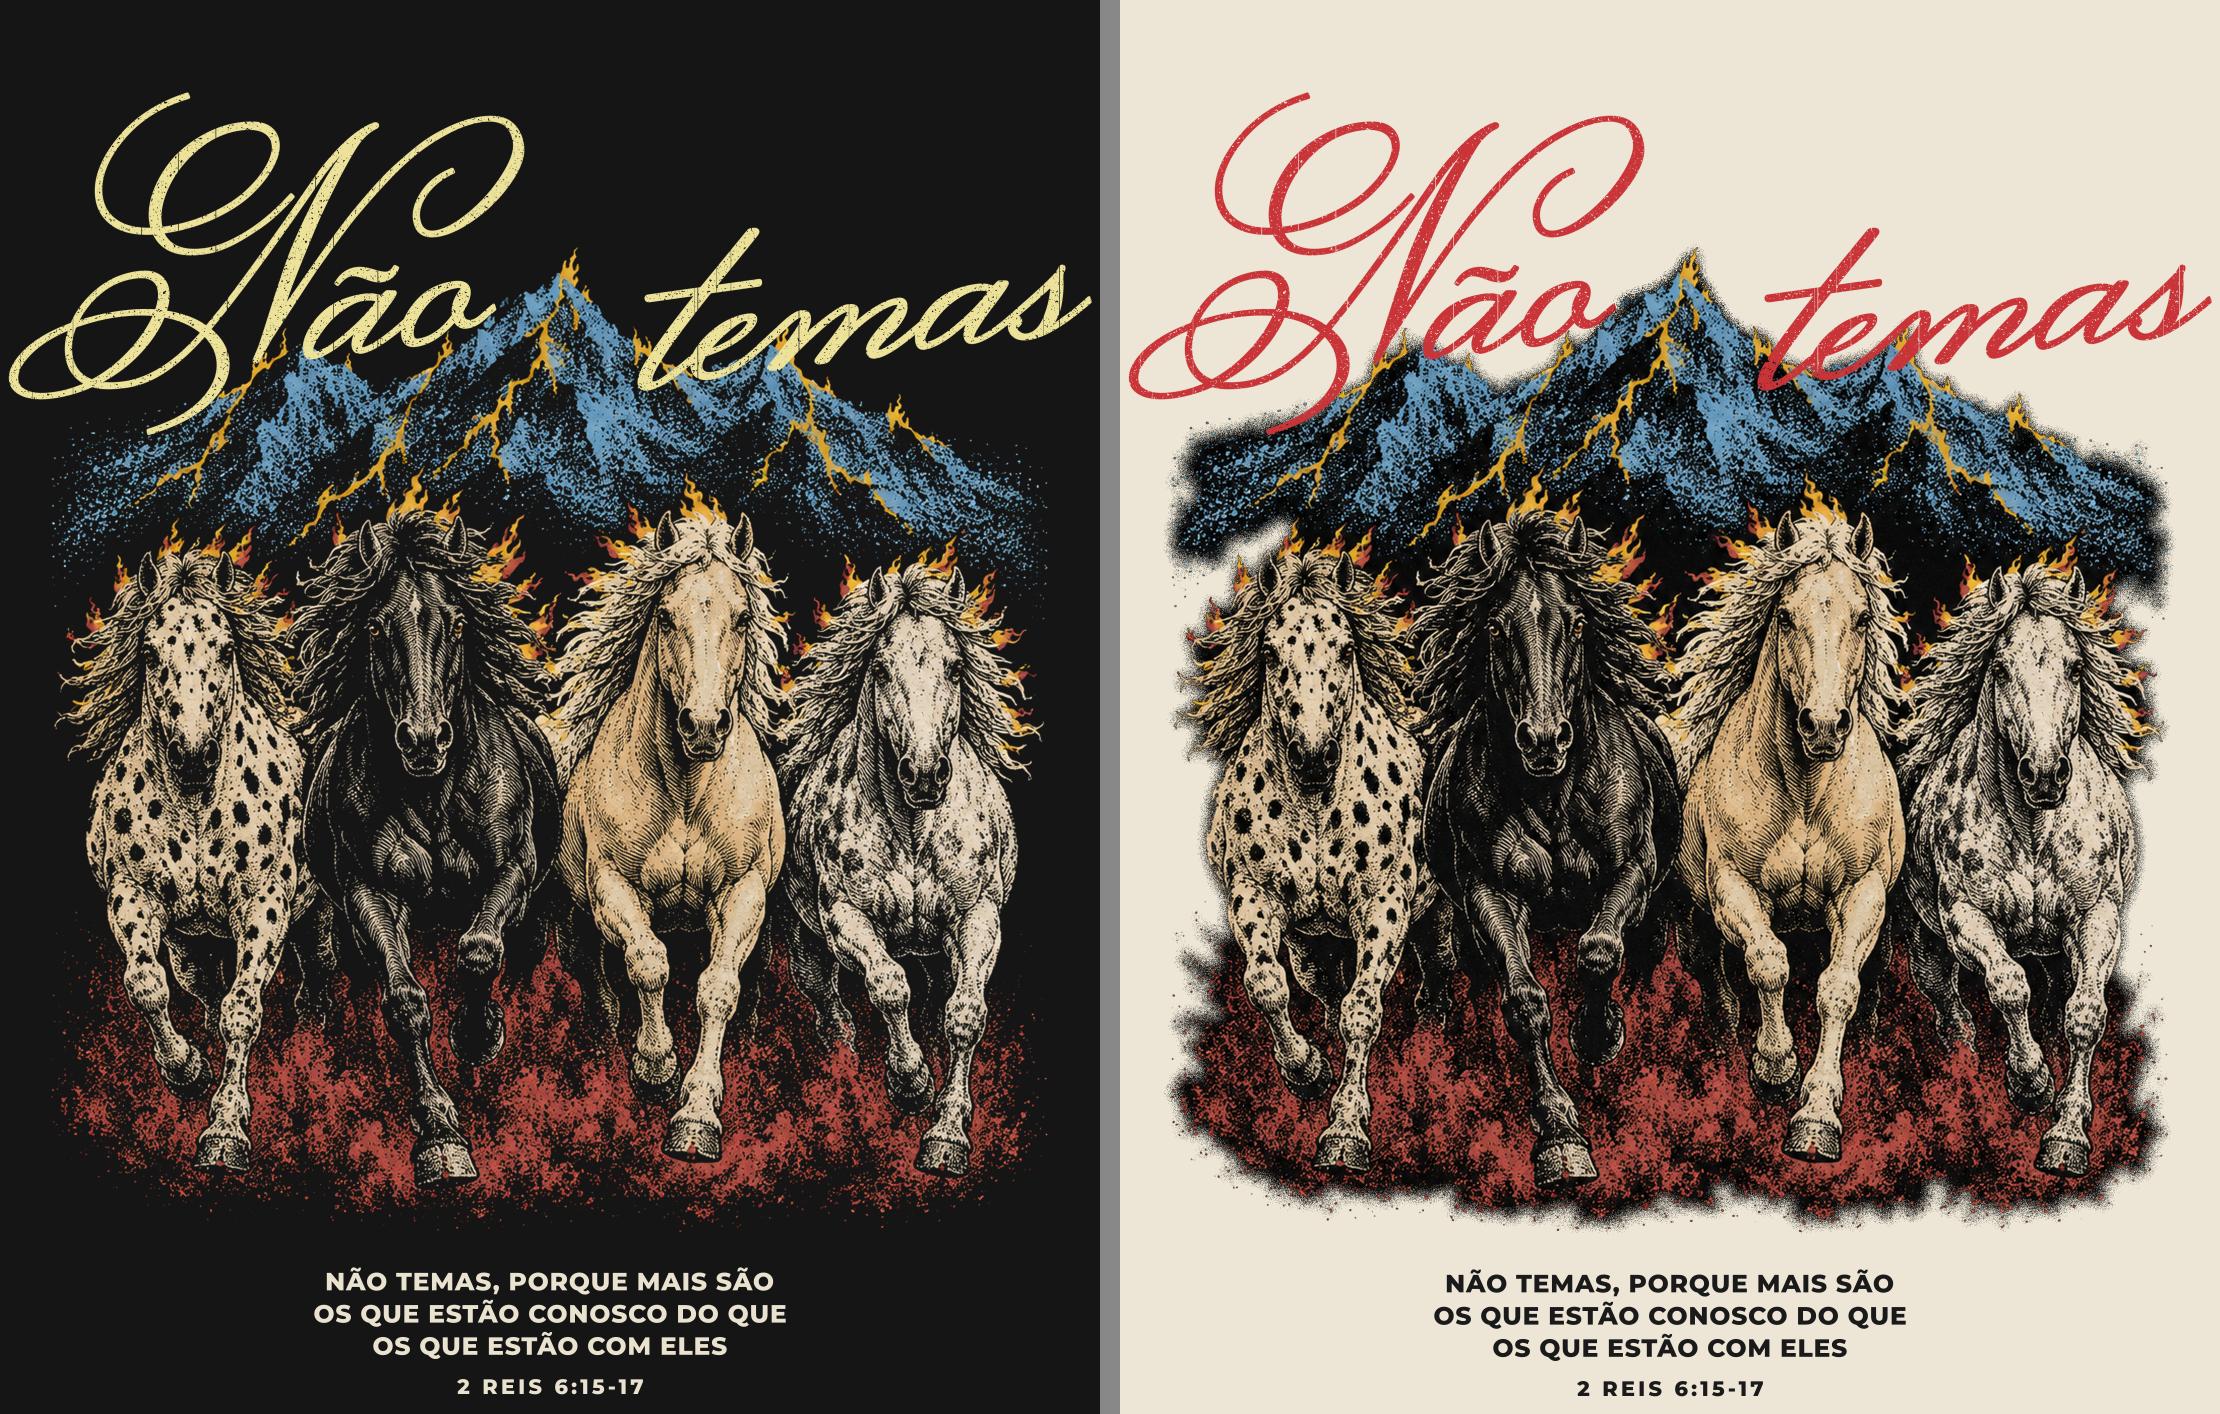 Não temas
NÃO TEMAS, PORQUE MAIS SÃO
OS QUE ESTÃO CONOSCO DO QUE
OS QUE ESTÃO COM ELES
2 REIS 6:15-17
Não temas
NÃO TEMAS, PORQUE MAIS SÃO
OS QUE ESTÃO CONOSCO DO QUE
OS QUE ESTÃO COM ELES
2 REIS 6:15-17